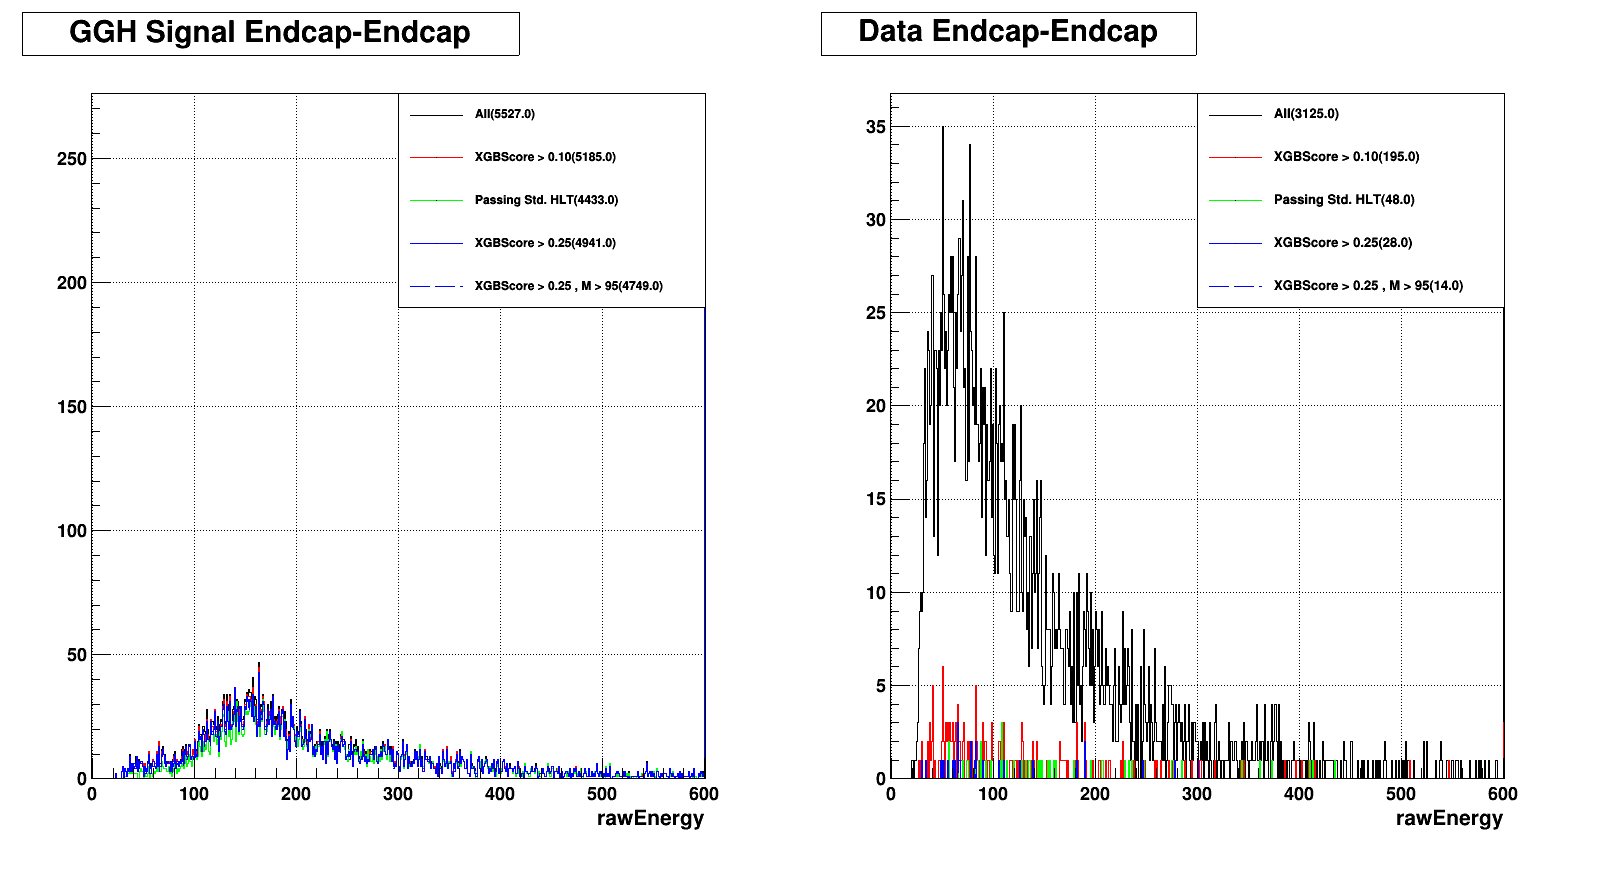 GGH Signal Endcap-Endcap
All(5527.0)
XGBScore > 0.10(5185.0)
Passing Std. HLT(4433.0)
XGBScore > 0.25(4941.0)
XGBScore > 0.25 , M > 95(4749.0)
250
200
150
100
50
0
0 100 200 300 400 500 600
rawEnergy
Data Endcap-Endcap
All(3125.0)
XGBScore > 0.10(195.0)
Passing Std. HLT(48.0)
XGBScore > 0.25(28.0)
XGBScore > 0.25 , M > 95(14.0)
35
30
25
20
15
10
5
0
0 100 200 300 400 500 600
rawEnergy